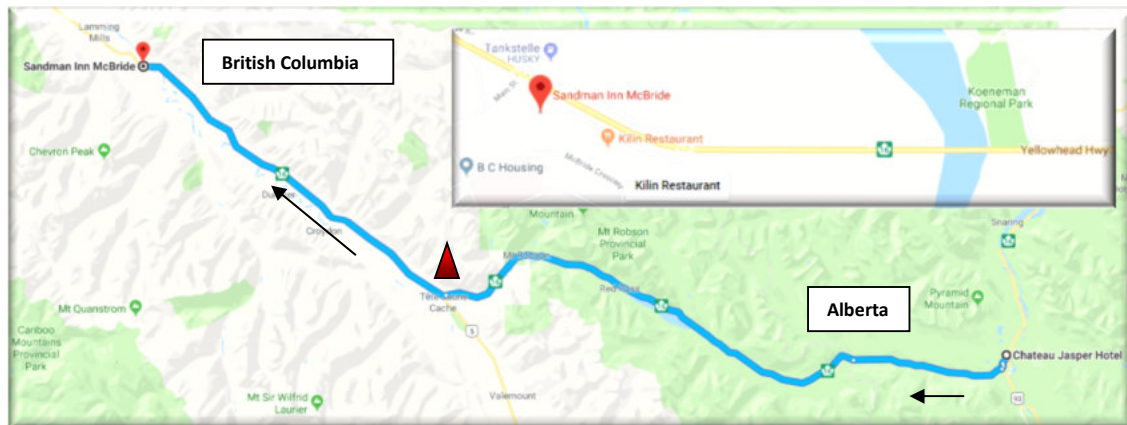 Lamming
Mills
Sandman Inn McBride
British Columbia
Chevron Peak
Croydon
Tête Jaune
Cache
5
Mt Quanstrom
Cariboo
Mountains
Provincial
Park
Mt Sir Wilfrid
Laurier
Valemount
Mountain
Mt Robson
Provincial
Park
Red Pass
16
Pyramid
Mountain
Alberta
Snaring
Chateau Jasper Hotel
93
Tankstelle
HUSKY
Main St
Sandman Inn McBride
Kilin Restaurant
B C Housing
McBride Crescent
Kilin Restaurant
Koeneman
Regional Park
16
Yellowhead Hwy